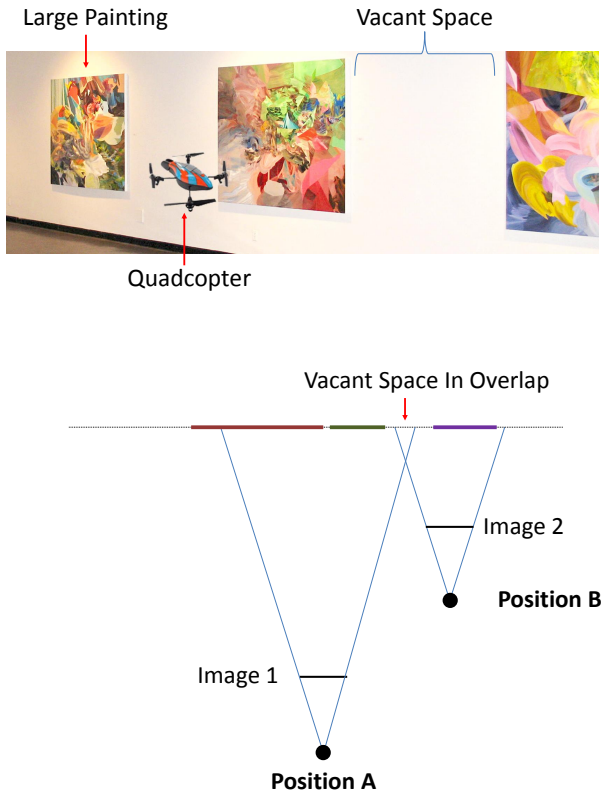 Large Painting
Vacant Space
Quadcopter
Vacant Space In Overlap
Image 2
Position B
Image 1
Position A